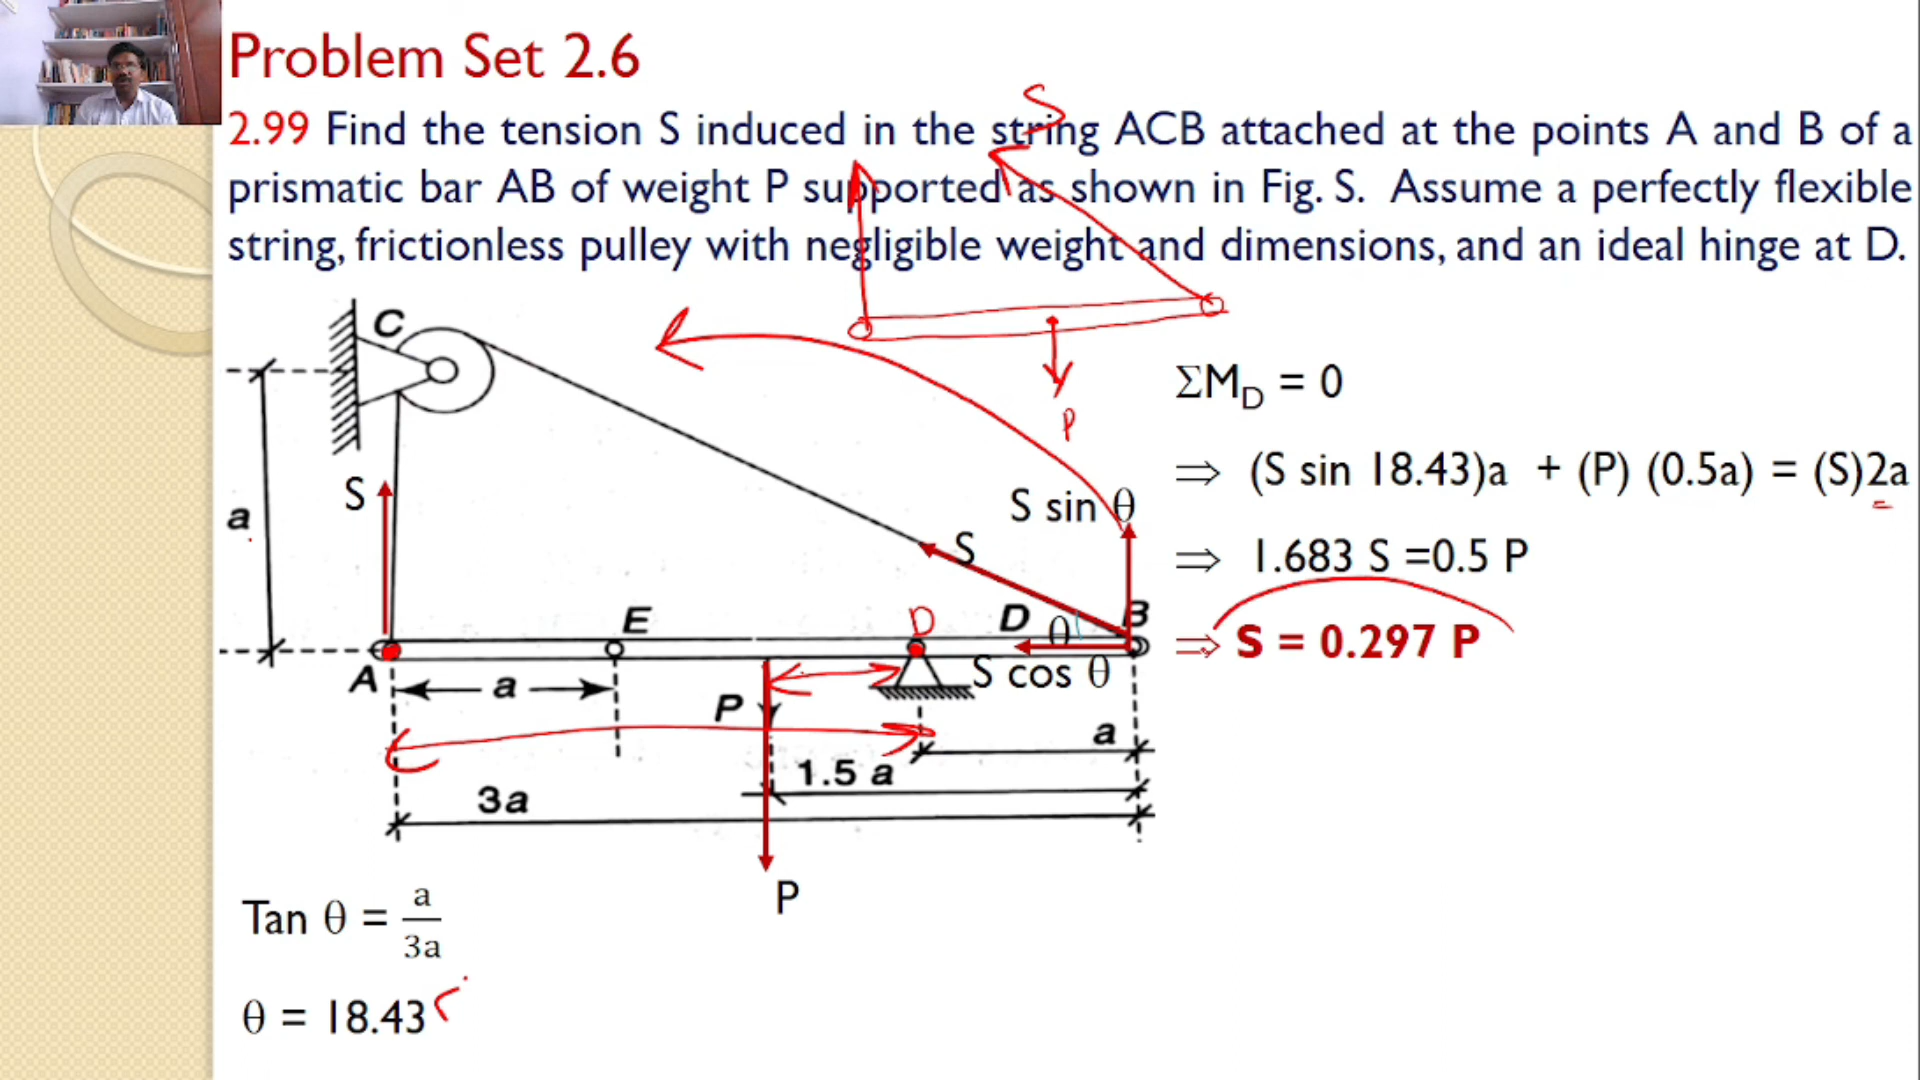 Problem Set 2.6
2.99 Find the tension S induced in the string ACB attached at the points A and B of a
prismatic bar AB of weight P supported as shown in Fig. S. Assume a perfectly flexible
string, frictionless pulley with negligible weight and dimensions, and an ideal hinge at D.
S
P
C
S
a
A
E
D
D
B
θ
S
S sin θ
S cos θ
a
P
a
1.5 a
3a
P
ΣM_D = 0
⇒ (S sin 18.43)a + (P) (0.5a) = (S)2a
⇒ 1.683 S =0.5 P
⇒ S = 0.297 P
Tan θ = a/3a
θ = 18.43